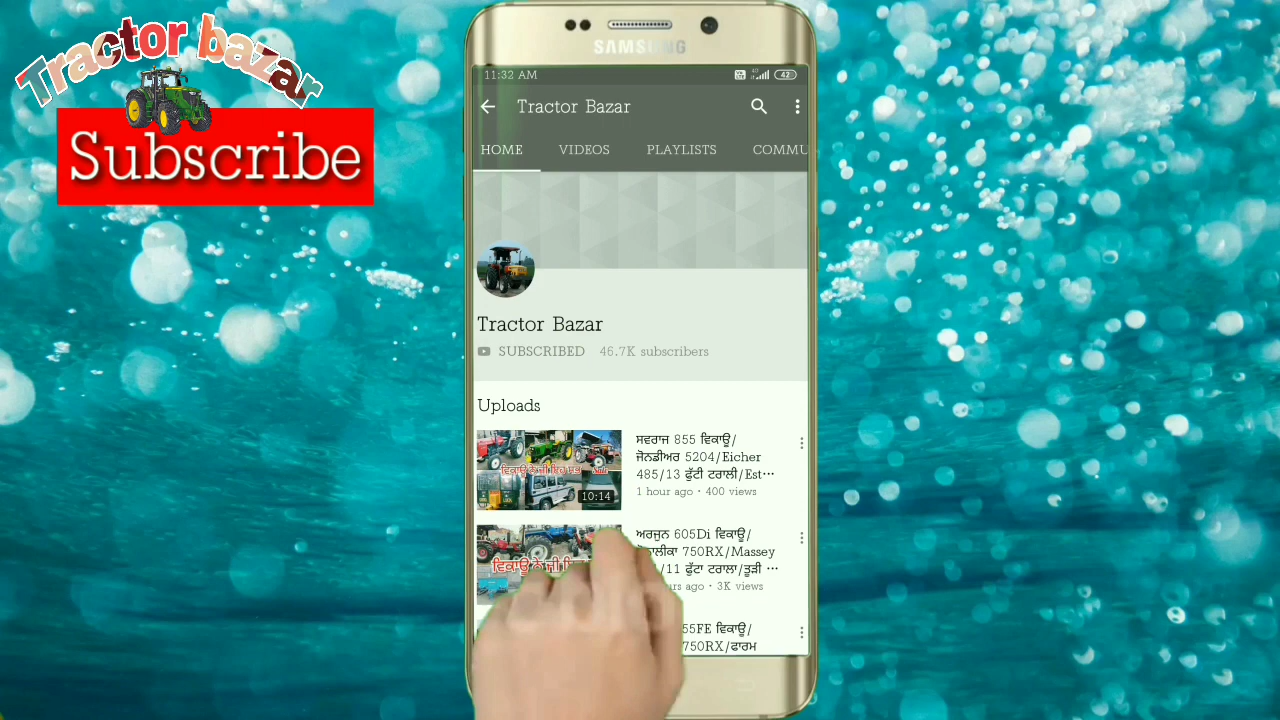 Tractor bazar
Subscribe
SAMSUNG
11:32 AM
42
Tractor Bazar
HOME VIDEOS PLAYLISTS COMMU
Tractor Bazar
SUBSCRIBED 46.7K subscribers
Uploads
ਸਵਰਾਜ 855 ਵਿਕਾਊ/
ਜੋਨਡੀਅਰ 5204/Eicher
485/13 ਫੁੱਟੀ ਟਰਾਲੀ/Est...
10:14
1 hour ago • 400 views
ਅਰਜੁਨ 605Di ਵਿਕਾਊ/
750RX/Massey
/11 ਫੁੱਟਾ ਟਰਾਲਾ/ਤੂੜੀ ...
ago • 3K views
55FE ਵਿਕਾਊ/
750RX/ਫਾਰਮ